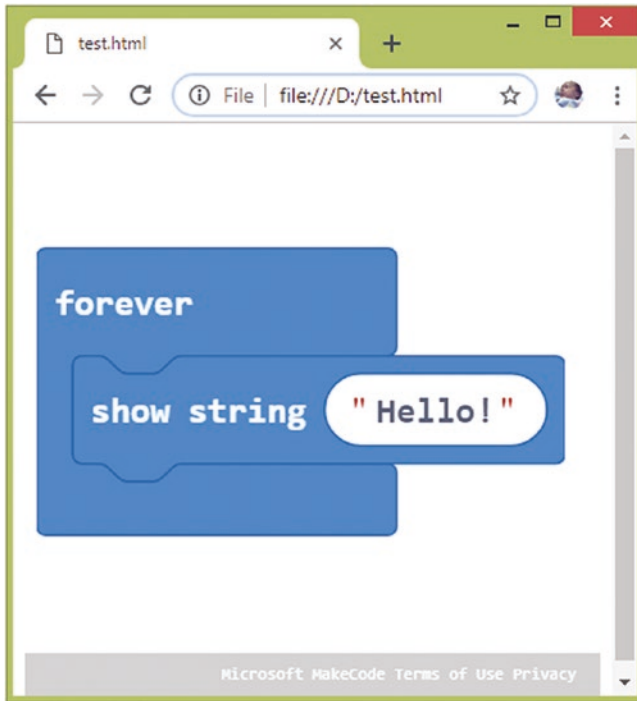 test.html
File | file:///D:/test.html
forever
show string "Hello!"
Microsoft MakeCode Terms of Use Privacy